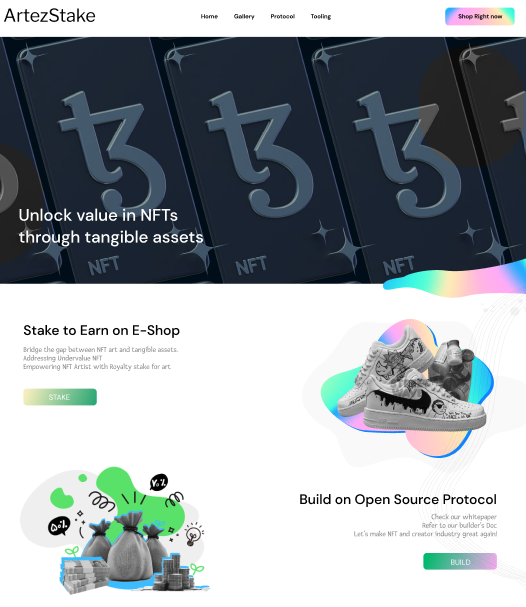 ArtezStake
Home Gallery Protocol Tooling
Shop Right now
Unlock value in NFTs
through tangible assets
NFT NFT NFT
Stake to Earn on E-Shop
Bridge the gap between NFT art and tangible assets.
Addressing Undervalue NFT
Empowering NFT Artist with Royalty stake for art
STAKE
Build on Open Source Protocol
Check our whitepaper
Refer to our builder's Doc
Let's make NFT and creator industry great again!
BUILD